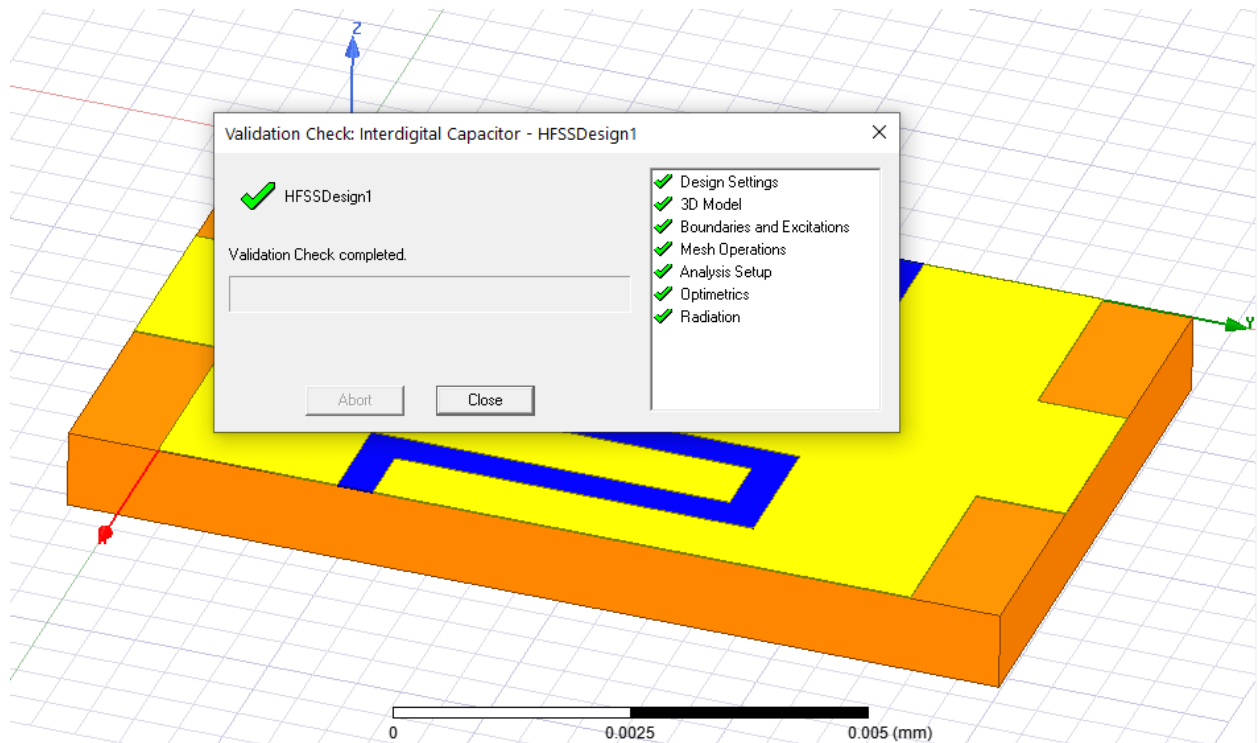 Z
Validation Check: Interdigital Capacitor - HFSSDesign1
HFSSDesign1
Validation Check completed.
Abort
Close
Design Settings
3D Model
Boundaries and Excitations
Mesh Operations
Analysis Setup
Optimetrics
Radiation
Y
0
0.0025
0.005 (mm)